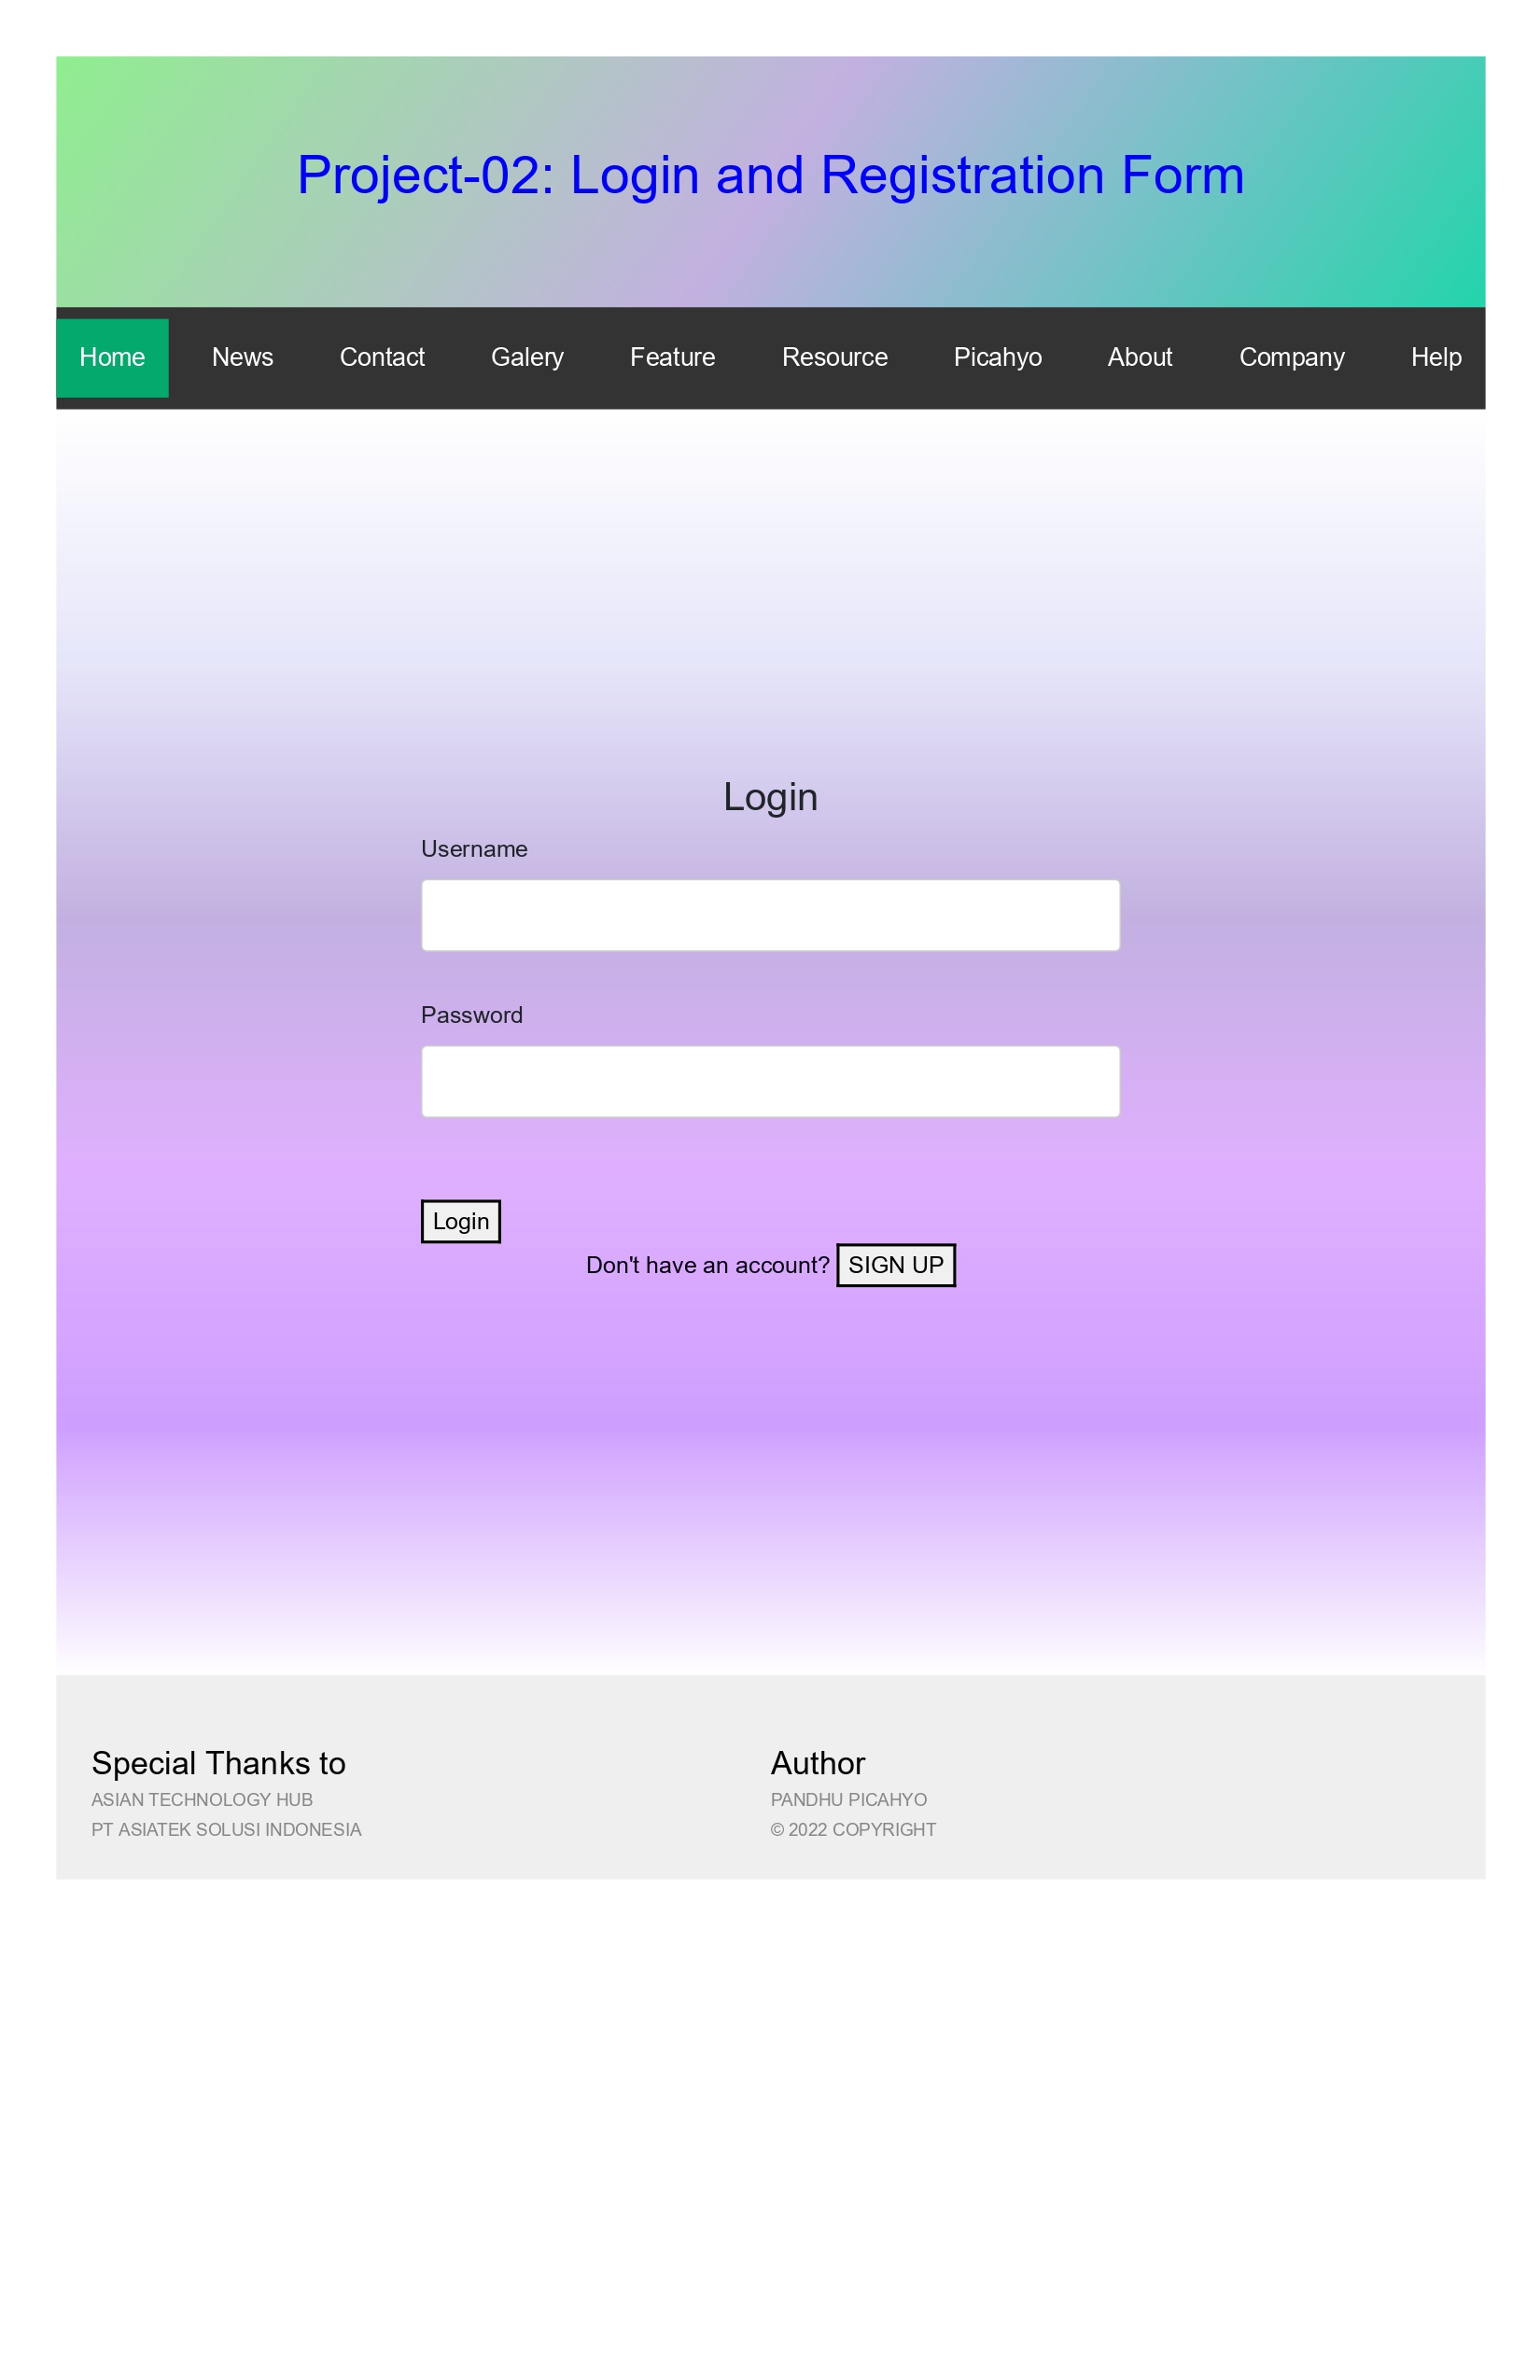 Project-02: Login and Registration Form
Home News Contact Galery Feature Resource Picahyo About Company Help
Login
Username
Password
Login
Don't have an account? SIGN UP
Special Thanks to
ASIAN TECHNOLOGY HUB
PT ASIATEK SOLUSI INDONESIA
Author
PANDHU PICAHYO
© 2022 COPYRIGHT